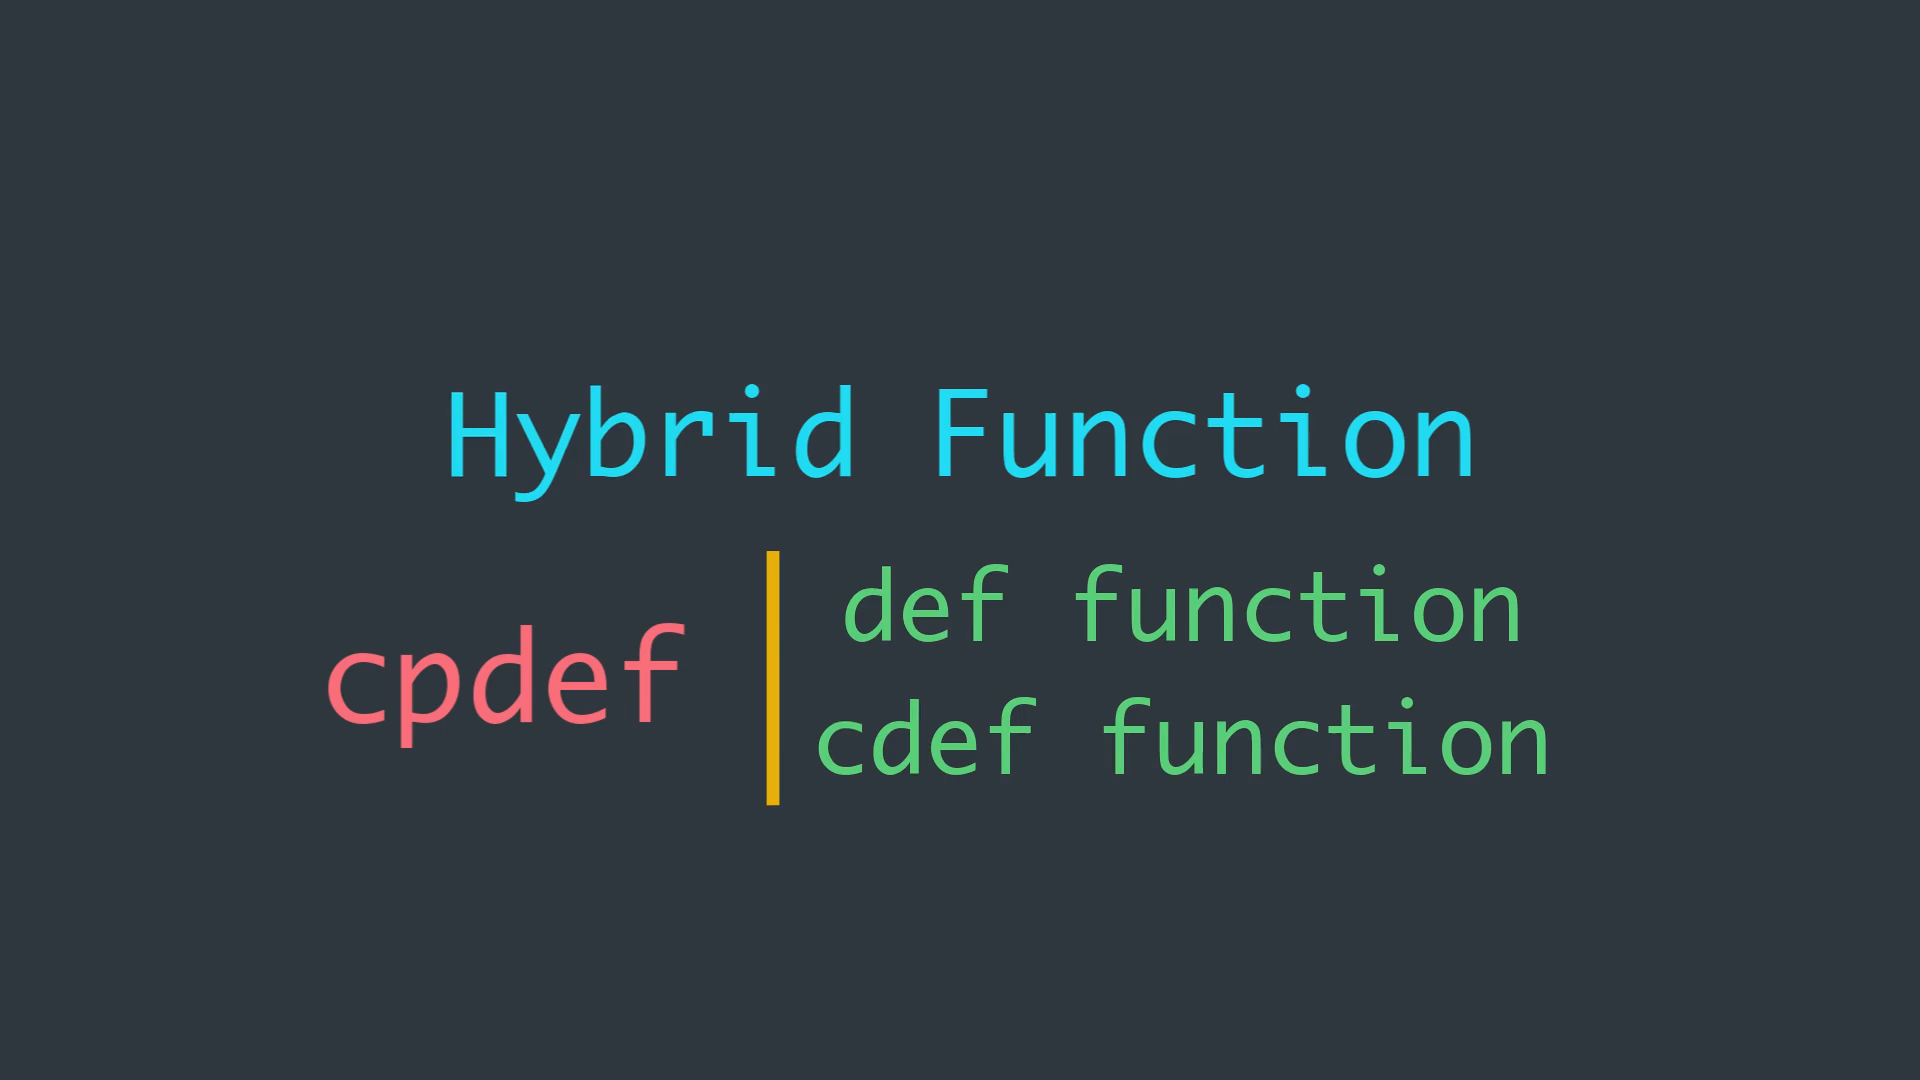 Hybrid Function
cpdef
def function
cdef function